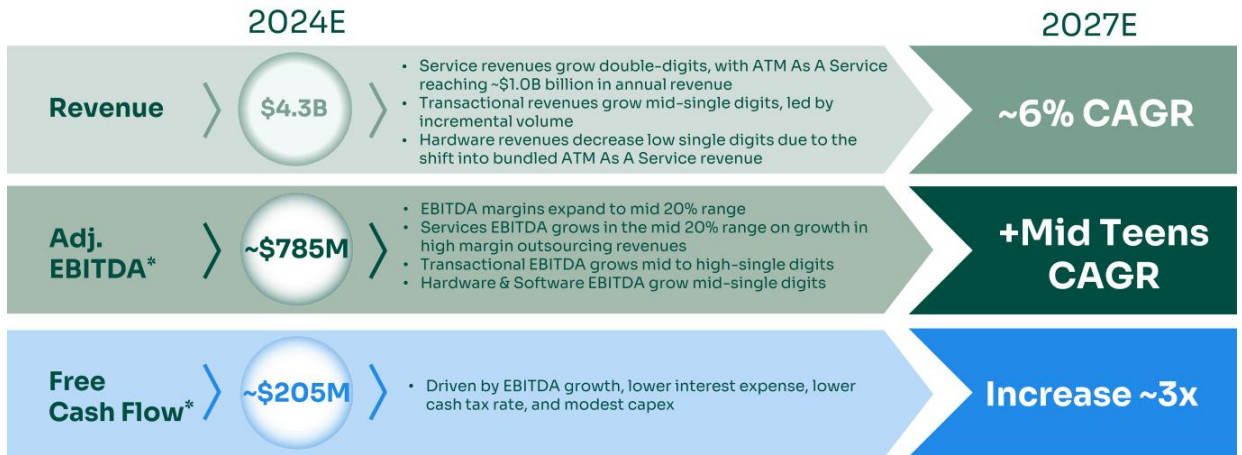 2024E
2027E
Revenue
$4.3B
• Service revenues grow double-digits, with ATM As A Service
reaching ~$1.0B billion in annual revenue
• Transactional revenues grow mid-single digits, led by
incremental volume
• Hardware revenues decrease low single digits due to the
shift into bundled ATM As A Service revenue
~6% CAGR
Adj.
EBITDA*
~$785M
• EBITDA margins expand to mid 20% range
• Services EBITDA grows in the mid 20% range on growth in
high margin outsourcing revenues
• Transactional EBITDA grows mid to high-single digits
• Hardware & Software EBITDA grow mid-single digits
+Mid Teens
CAGR
Free
Cash Flow*
~$205M
• Driven by EBITDA growth, lower interest expense, lower
cash tax rate, and modest capex
Increase ~3x